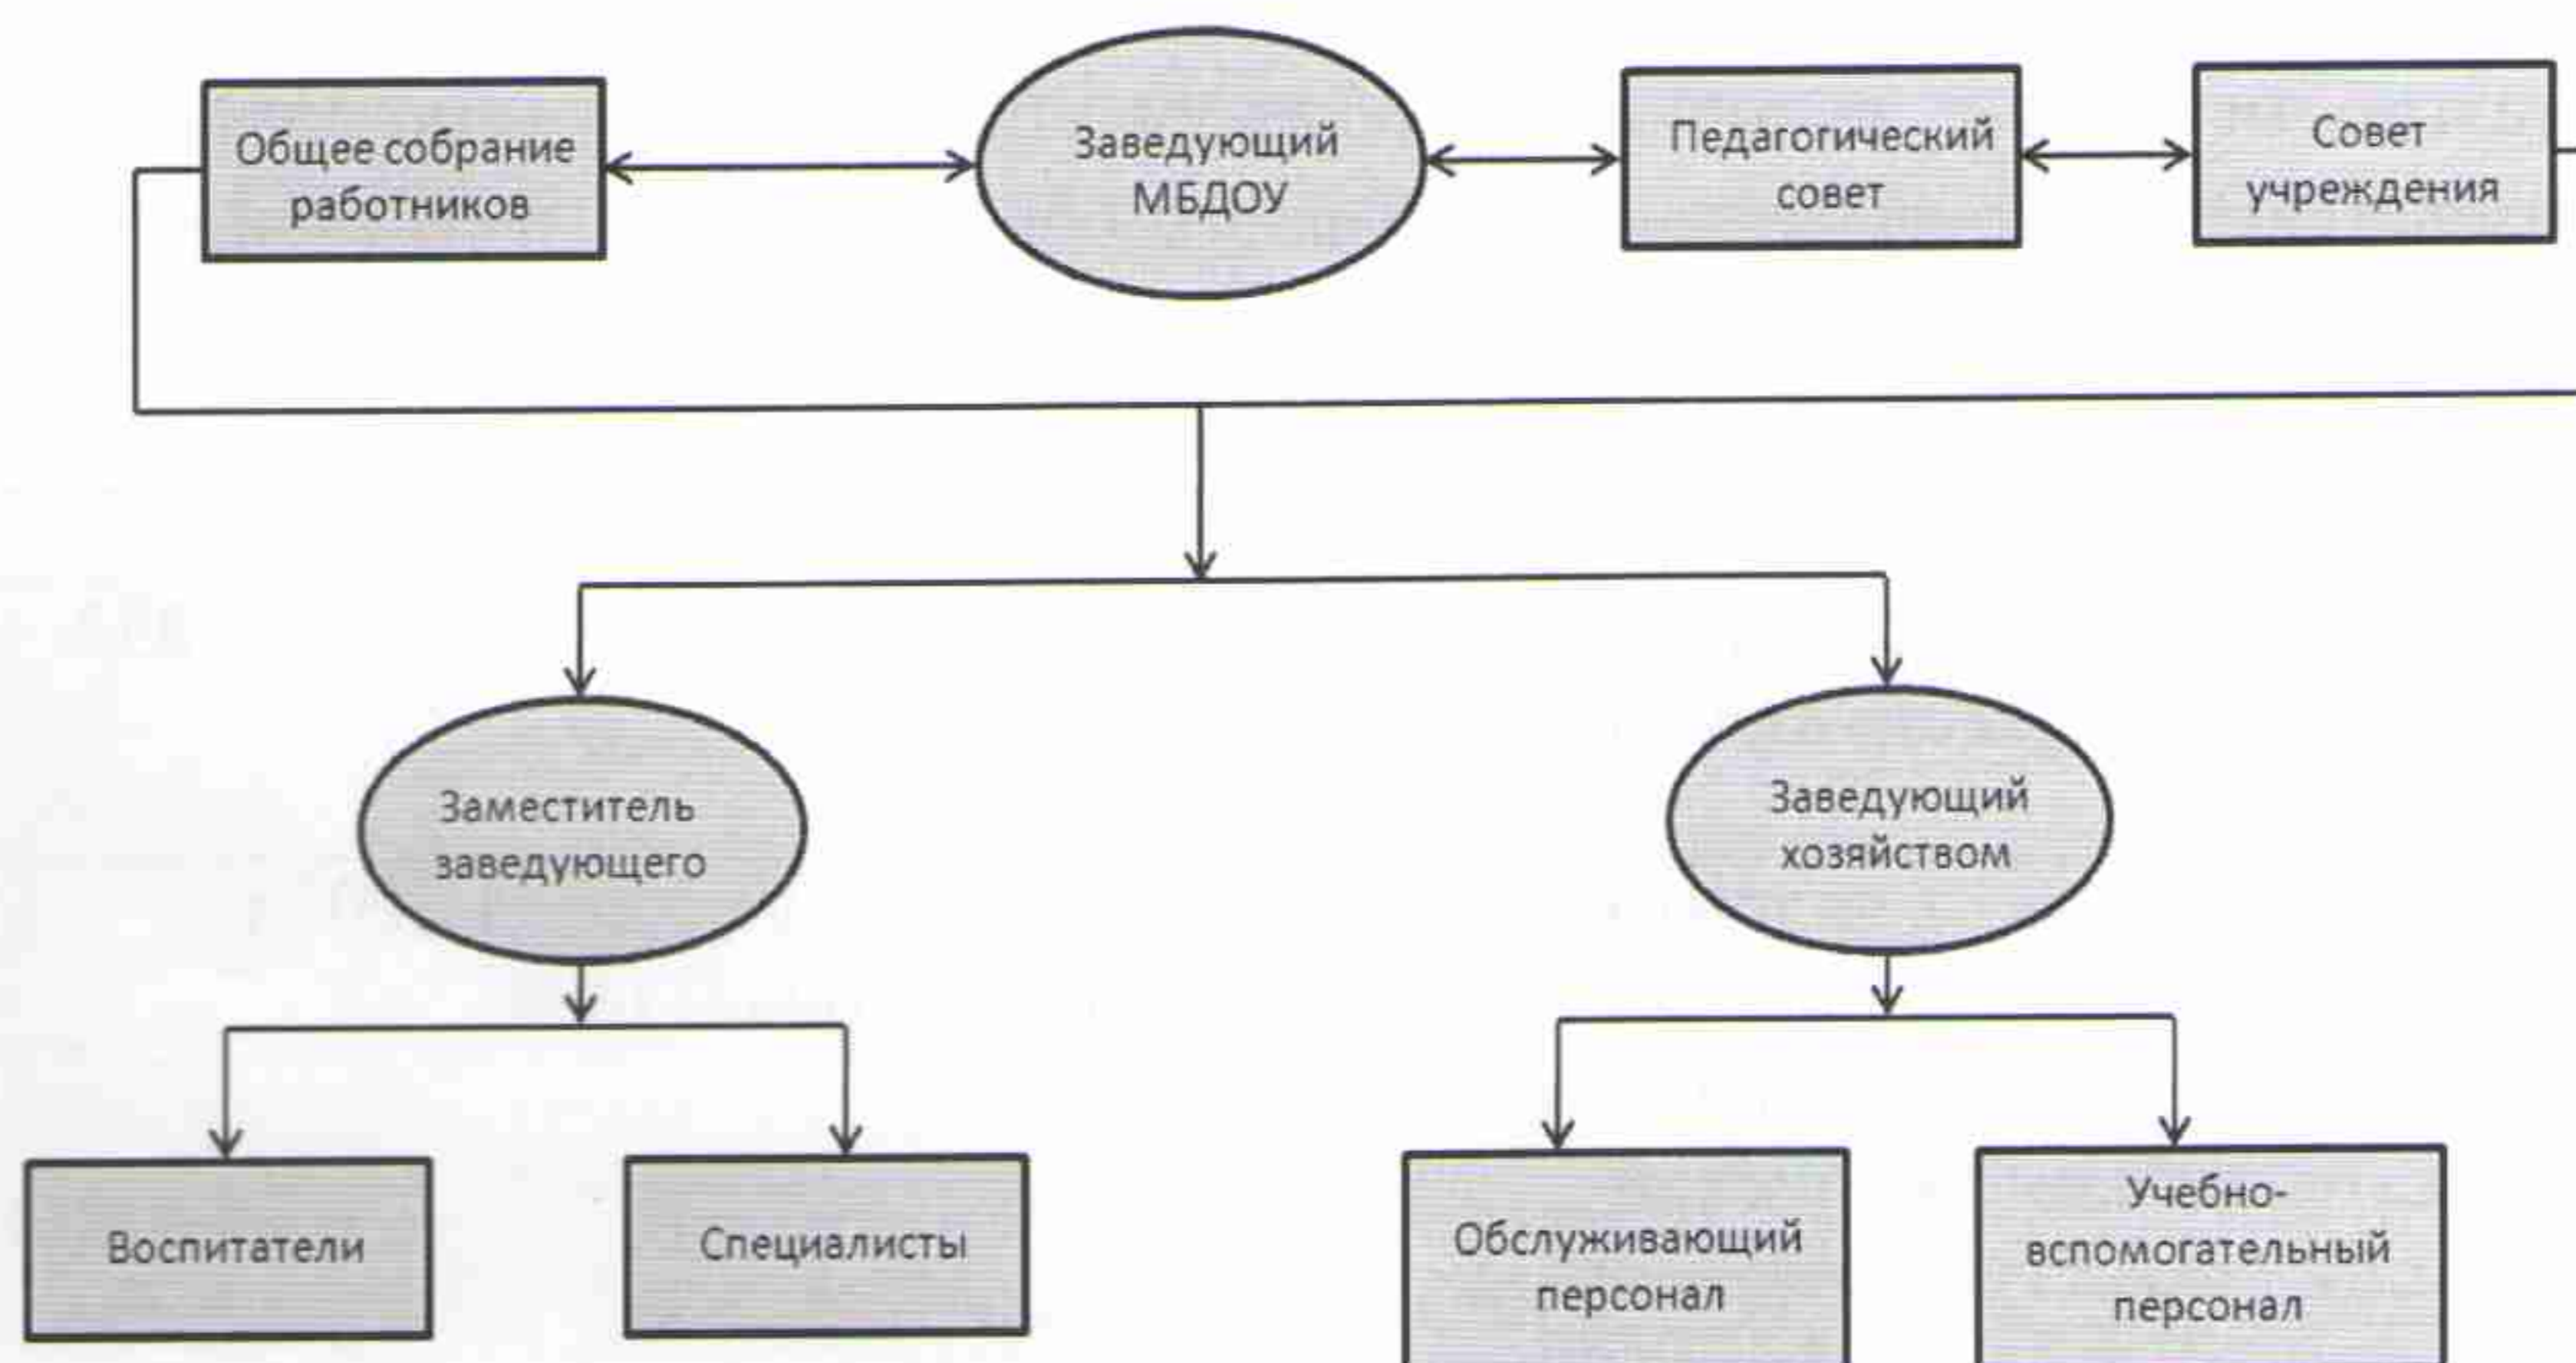 Общее собрание
работников
Заведующий
МБДОУ
Педагогический
совет
Совет
учреждения
Заместитель
заведующего
Заведующий
хозяйством
Воспитатели
Специалисты
Обслуживающий
персонал
Учебно-
вспомогательный
персонал